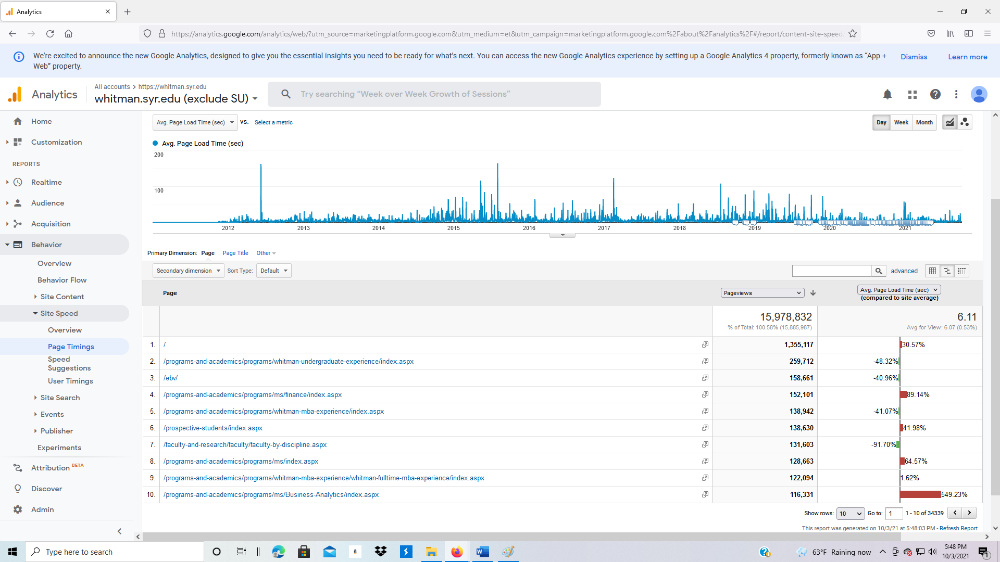 Analytics
https://analytics.google.com/analytics/web/?utm_source=marketingplatform.google.com&utm_medium=et&utm_campaign=marketingplatform.google.com%2Fabout%2Fanalytics%2F#/report/content-site-speed
We're excited to announce the new Google Analytics, designed to give you the essential insights you need to be ready for what's next. You can access the new Google Analytics experience by setting up a Google Analytics 4 property, formerly known as “App +
Web” property.
Dismiss
Learn more
Analytics
All accounts > https://whitman.syr.edu
whitman.syr.edu (exclude SU)
Try searching “Week over Week Growth of Sessions”
Home
Customization
REPORTS
Realtime
Audience
Acquisition
Behavior
Overview
Behavior Flow
Site Content
Site Speed
Overview
Page Timings
Speed
Suggestions
User Timings
Site Search
Events
Publisher
Experiments
Attribution BETA
Discover
Admin
Avg. Page Load Time (sec) VS. Select a metric
Day Week Month
Avg. Page Load Time (sec)
200
100
2012 2013 2014 2015 2016 2017 2018 2019 2020 2021
Primary Dimension: Page Page Title Other
Secondary dimension Sort Type: Default
advanced
Page Pageviews Avg. Page Load Time (sec)
(compared to site average)
15,978,832 6.11
% of Total: 100.58% (15,885,987) Avg for View: 6.07 (0.53%)
1. / 1,355,117 30.57%
2. /programs-and-academics/programs/whitman-undergraduate-experience/index.aspx 259,712 -48.32%
3. /ebv/ 158,661 -40.96%
4. /programs-and-academics/programs/ms/finance/index.aspx 152,101 89.14%
5. /programs-and-academics/programs/whitman-mba-experience/index.aspx 138,942 -41.07%
6. /prospective-students/index.aspx 138,630 41.98%
7. /faculty-and-research/faculty/faculty-by-discipline.aspx 131,603 -91.70%
8. /programs-and-academics/programs/ms/index.aspx 128,663 64.57%
9. /programs-and-academics/programs/whitman-mba-experience/whitman-fulltime-mba-experience/index.aspx 122,094 1.62%
10. /programs-and-academics/programs/ms/Business-Analytics/index.aspx 116,331 549.23%
Show rows: 10 Go to: 1 1 - 10 of 34339
This report was generated on 10/3/21 at 5:48:03 PM - Refresh Report
Type here to search
a
63°F Raining now
5:48 PM
10/3/2021
1